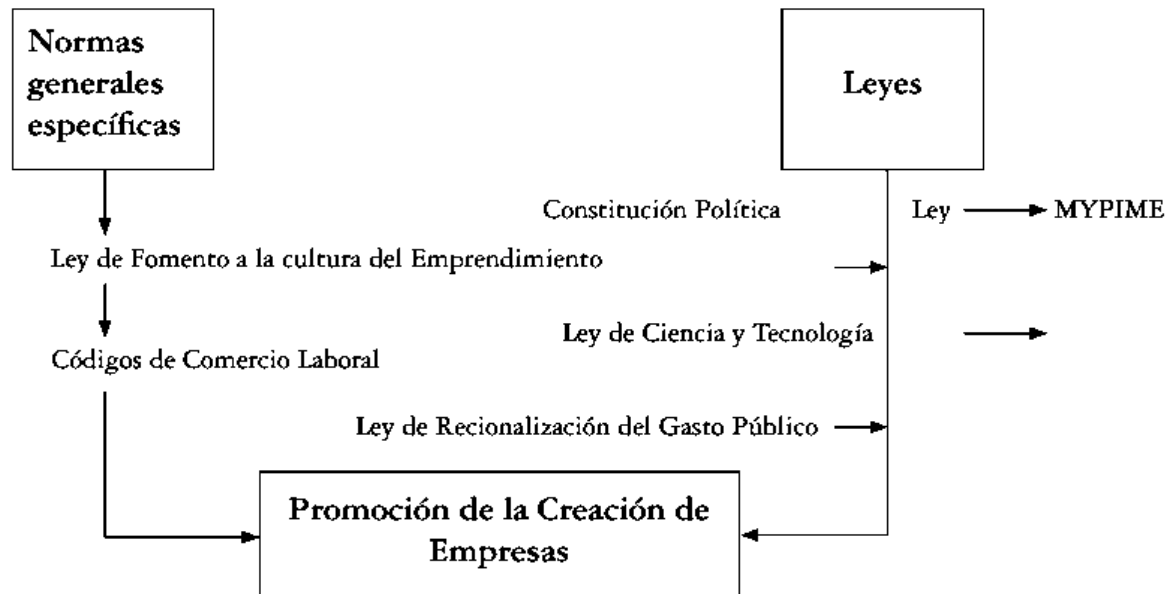 Normas
generales
específicas
Leyes
Constitución Política
Ley
MYPIME
Ley de Fomento a la cultura del Emprendimiento
Ley de Ciencia y Tecnología
Códigos de Comercio Laboral
Ley de Recionalización del Gasto Público
Promoción de la Creación de
Empresas